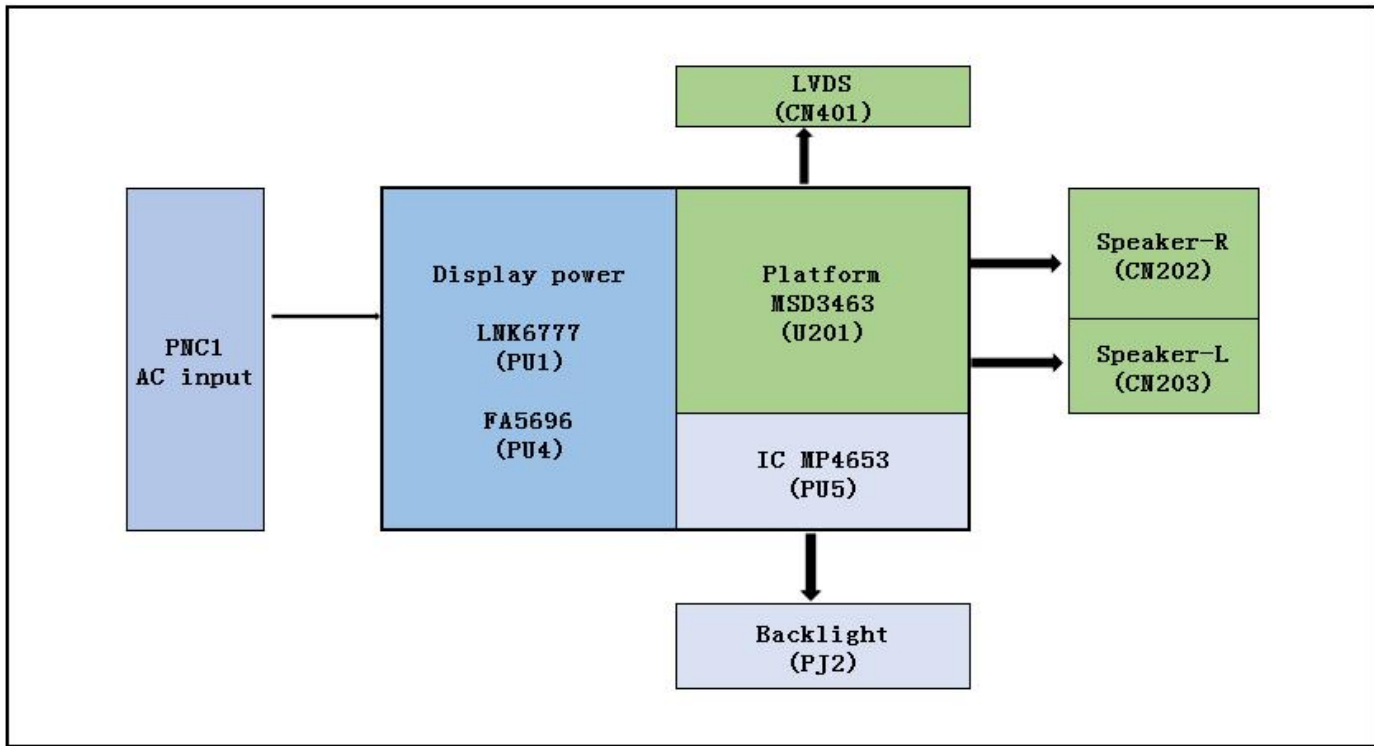 LVDS
(CN401)
PNC1
AC input
Display power
LNK6777
(PU1)
FA5696
(PU4)
Platform
MSD3463
(U201)
IC MP4653
(PU5)
Speaker-R
(CN202)
Speaker-L
(CN203)
Backlight
(PJ2)